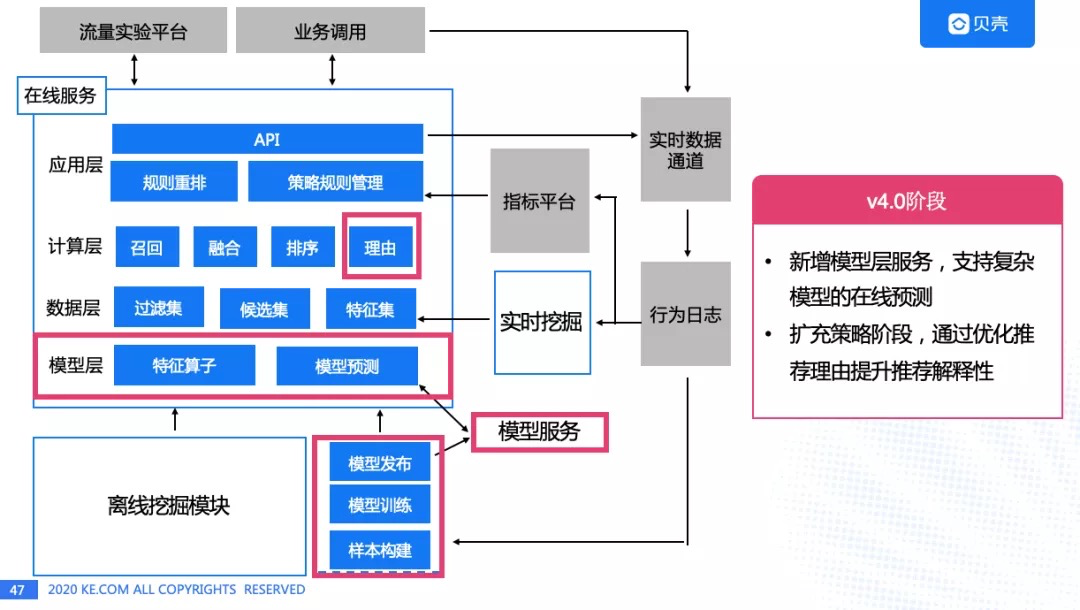 流量实验平台
业务调用
贝壳
在线服务
应用层
API
规则重排
策略规则管理
计算层
召回
融合
排序
理由
数据层
过滤集
候选集
特征集
模型层
特征算子
模型预测
指标平台
实时挖掘
实时数据
通道
行为日志
模型服务
离线挖掘模块
模型发布
模型训练
样本构建
v4.0阶段
• 新增模型层服务，支持复杂
模型的在线预测
• 扩充策略阶段，通过优化推
荐理由提升推荐解释性
47
2020 KE.COM ALL COPYRIGHTS RESERVED